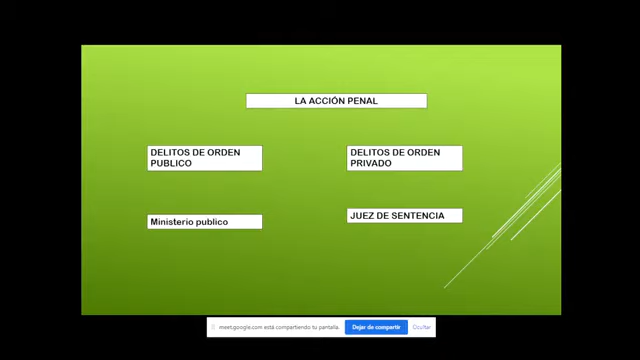 LA ACCIÓN PENAL
DELITOS DE ORDEN
PUBLICO
DELITOS DE ORDEN
PRIVADO
Ministerio publico
JUEZ DE SENTENCIA
meet.google.com está compartiendo tu pantalla.
Dejar de compartir
Ocultar